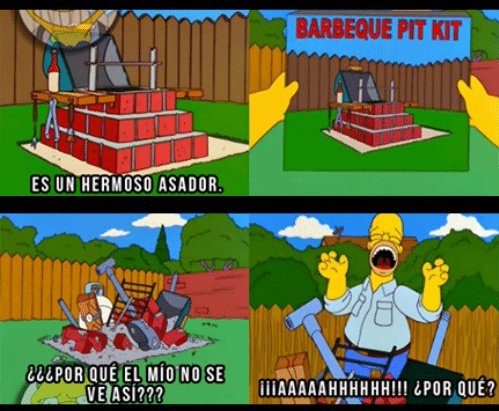 ES UN HERMOSO ASADOR.
BARBEQUE PIT KIT
¿¿¿POR QUÉ EL MÍO NO SE
VE ASÍ???
¡¡¡AAAAAHHHHHH!!! ¿POR QUÉ?